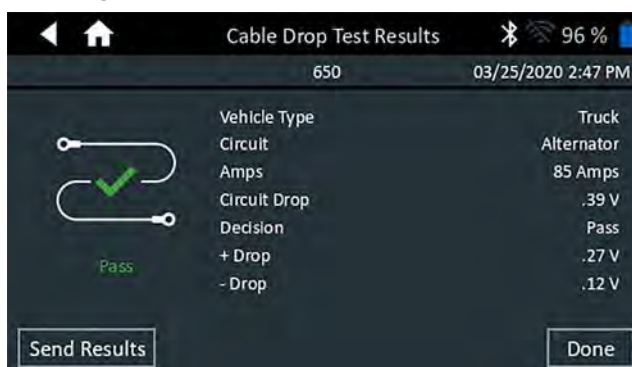 Cable Drop Test Results 96 %
650 03/25/2020 2:47 PM
Vehicle Type Truck
Circuit Alternator
Amps 85 Amps
Circuit Drop .39 V
Decision Pass
+ Drop .27 V
- Drop .12 V
Pass
Send Results Done